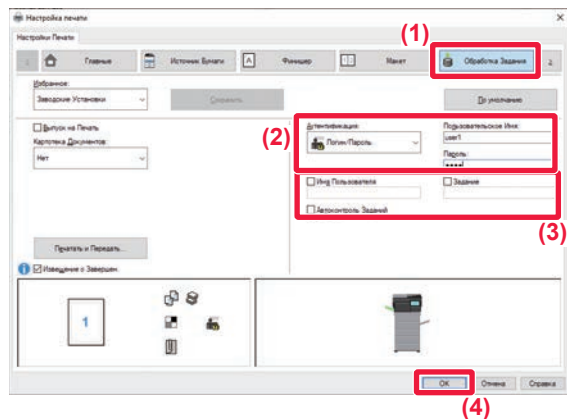 Настройка печати
(1)
Настройки Печати
Главные
Источник Бумаги
Финишер
Макет
Обработка Задания
Избранное:
Заводские Установки
Сохранить
По умолчанию
(2)
Выпуск на Печать
Картотека Документов:
Нет
Аутентификация:
Логин/Пароль
Пользовательское Имя:
user1
Пароль:
••••
Имя Пользователя
Задание
Автоконтроль Заданий
(3)
Печатать и Передать...
Извещение о Завершен.
1
OK
Отмена
Справка
(4)